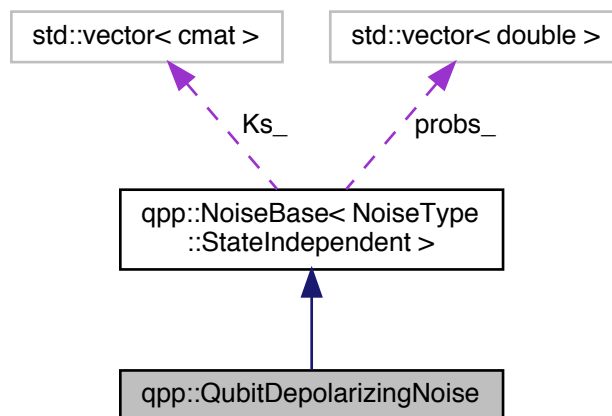 std::vector< cmat >
std::vector< double >
Ks_
probs_
qpp::NoiseBase< NoiseType
::StateIndependent >
qpp::QubitDepolarizingNoise